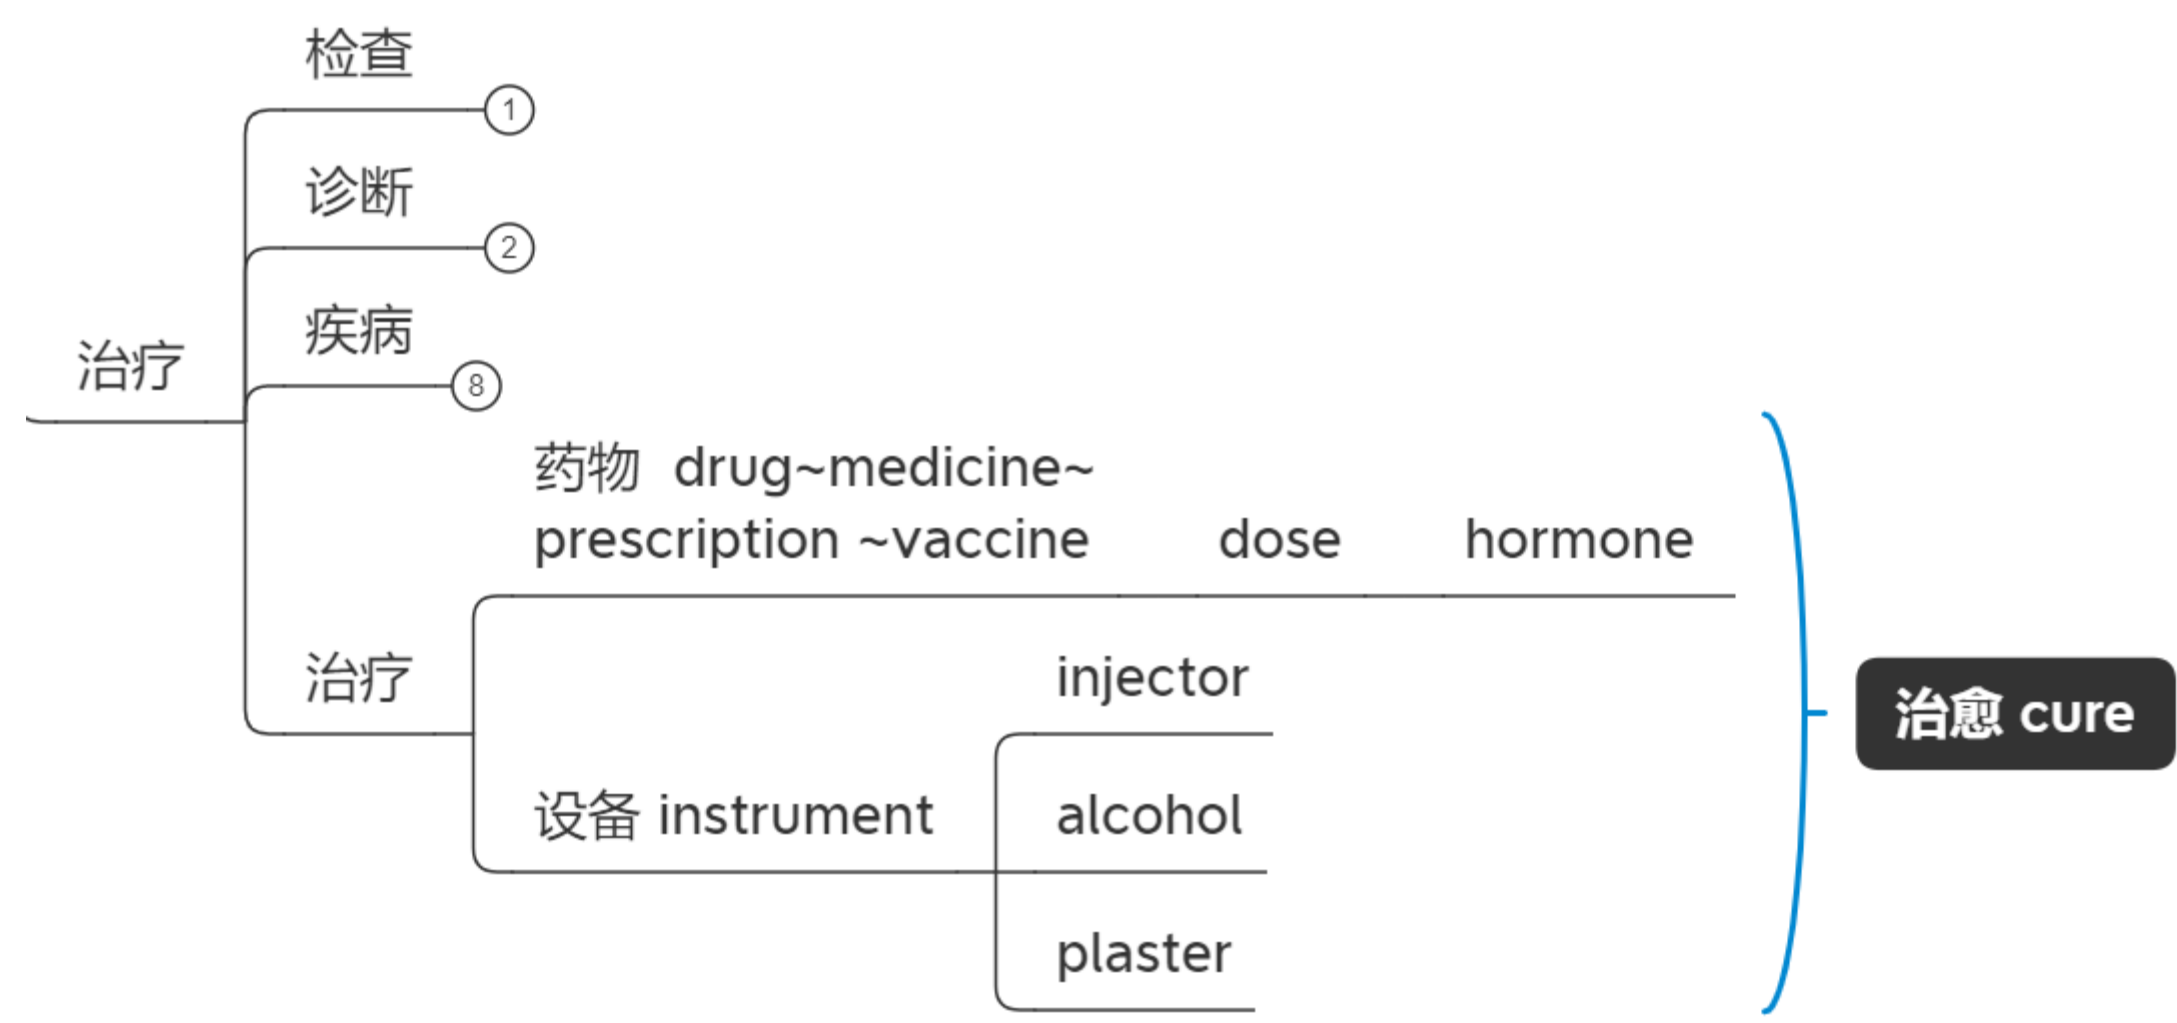 检查
1
诊断
2
疾病
8
治疗
药物 drug~medicine~
prescription ~vaccine dose hormone
治疗
injector
设备 instrument
alcohol
plaster
治愈 cure